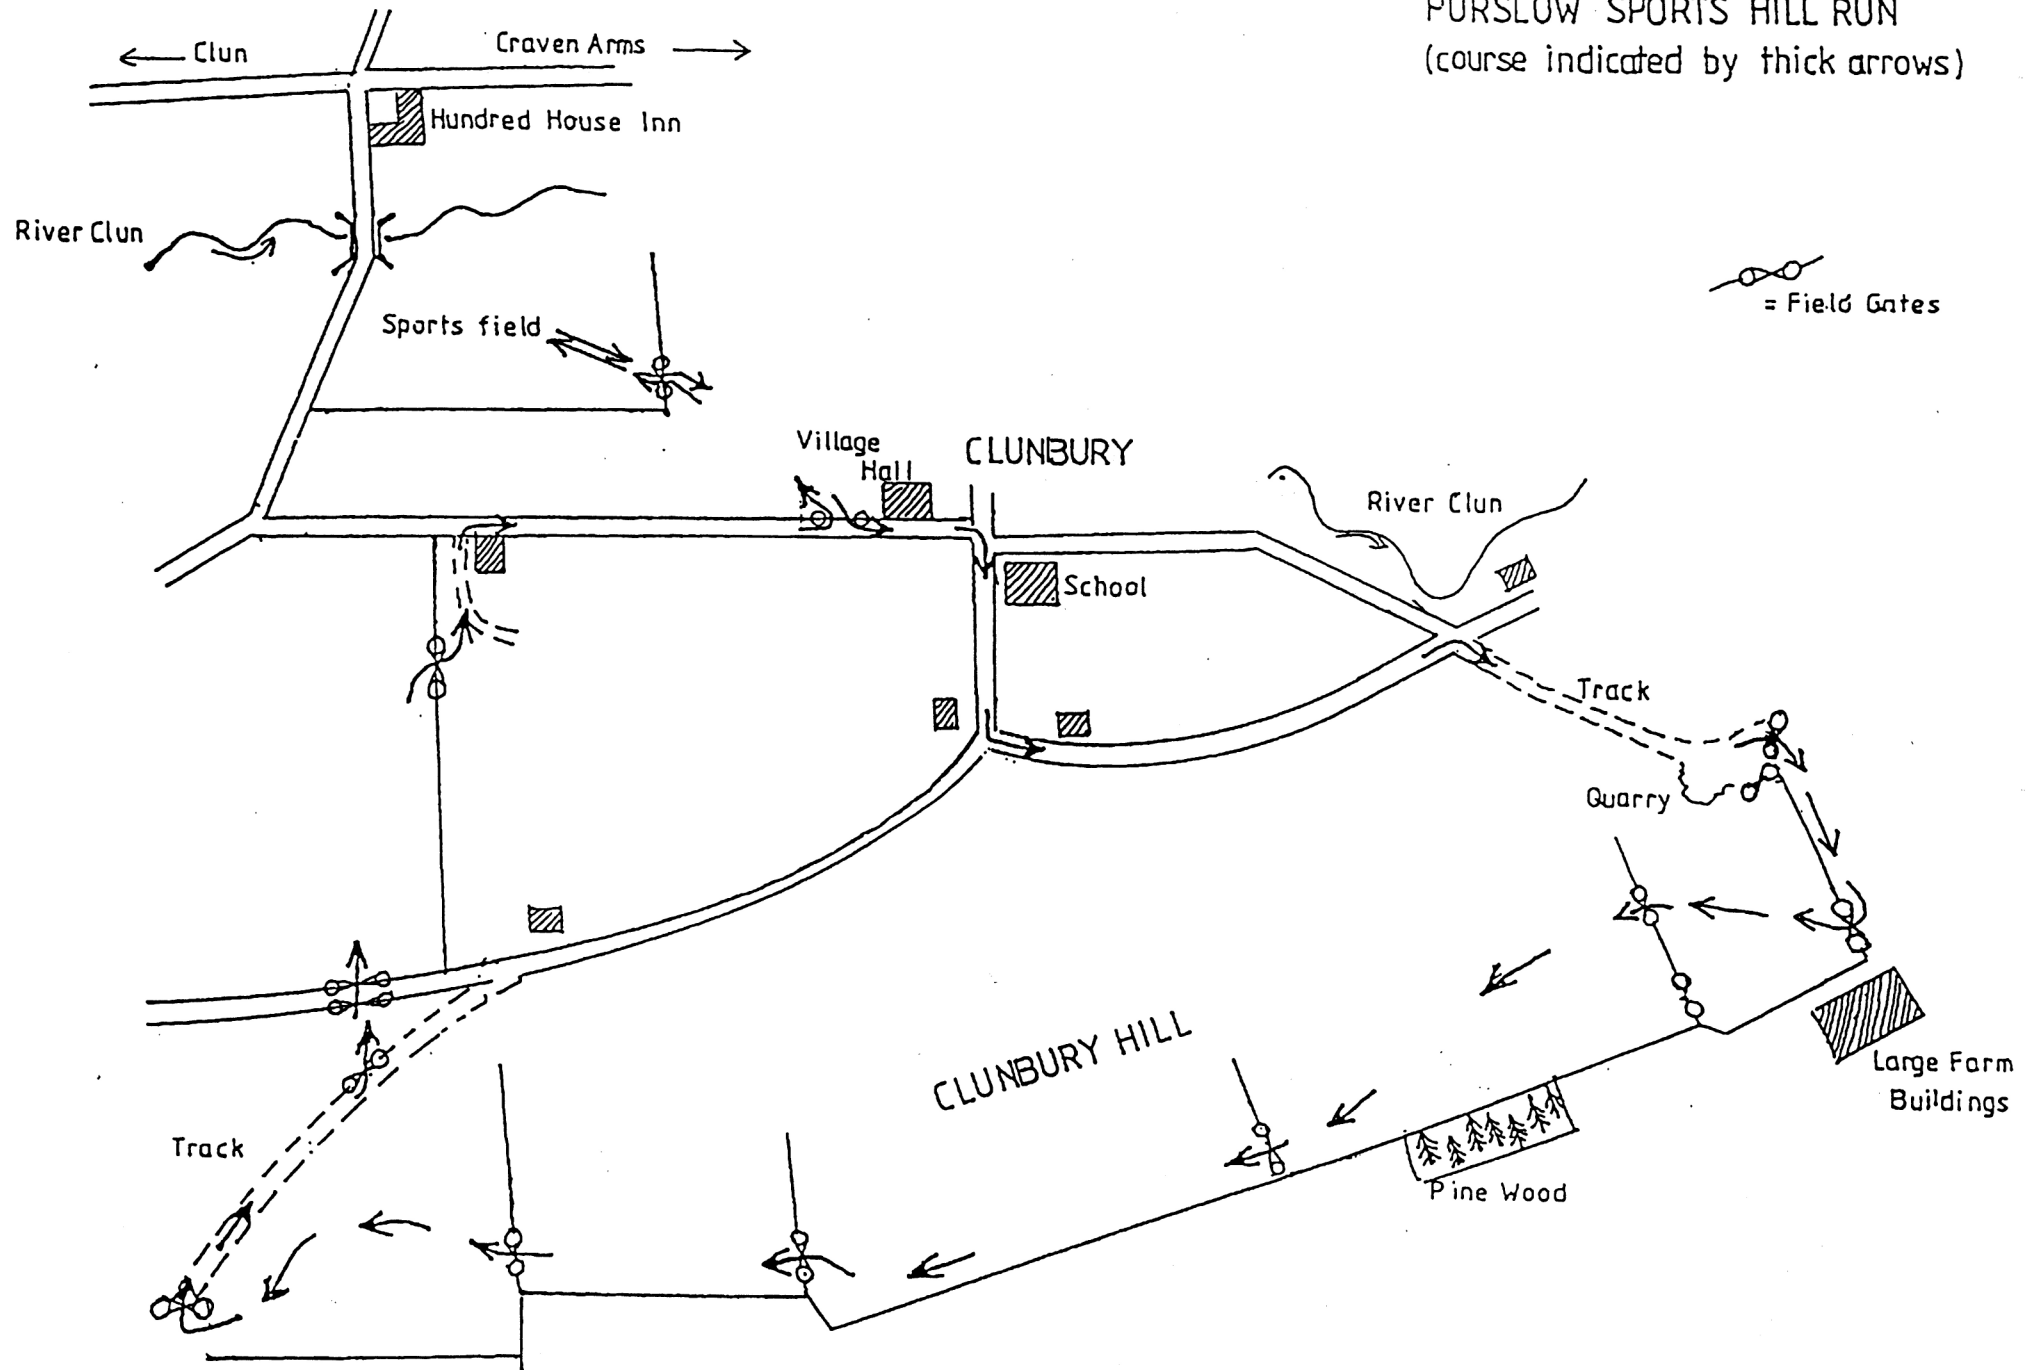 PURSLOW SPORTS HILL RUN
(course indicated by thick arrows)
Clun
Craven Arms
Hundred House Inn
River Clun
Sports field
= Field Gates
Village
Hall
CLUNBURY
River Clun
School
Track
Quarry
CLUNBURY HILL
Large Farm
Buildings
Track
Pine Wood